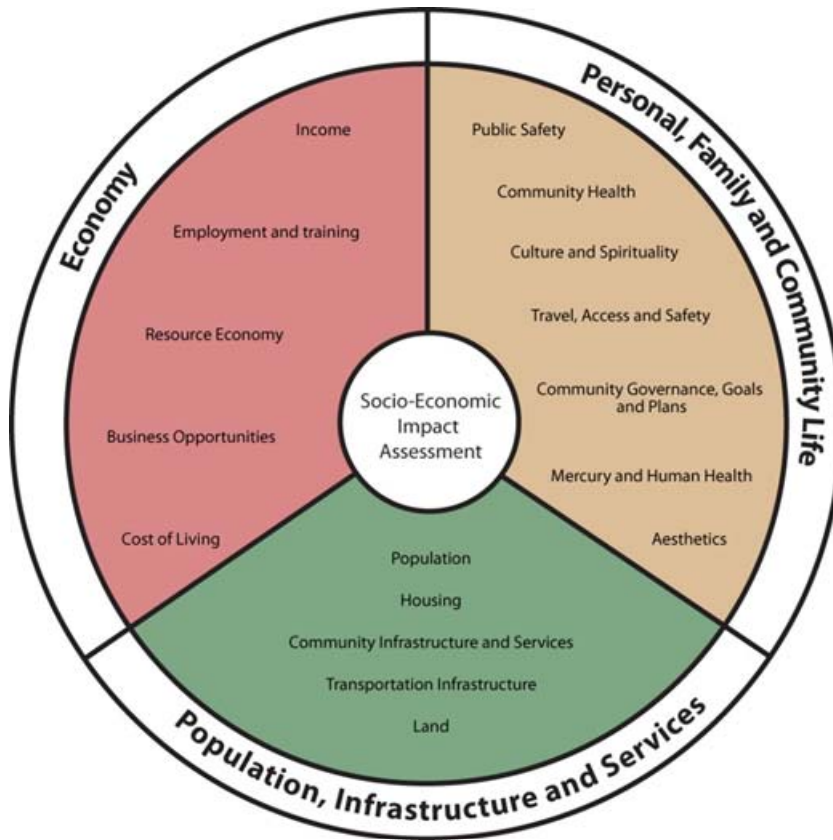 Economy
Income
Employment and training
Resource Economy
Business Opportunities
Cost of Living
Personal, Family and Community Life
Public Safety
Community Health
Culture and Spirituality
Travel, Access and Safety
Community Governance, Goals
and Plans
Mercury and Human Health
Aesthetics
Socio-Economic
Impact
Assessment
Population
Housing
Community Infrastructure and Services
Transportation Infrastructure
Land
Population, Infrastructure and Services